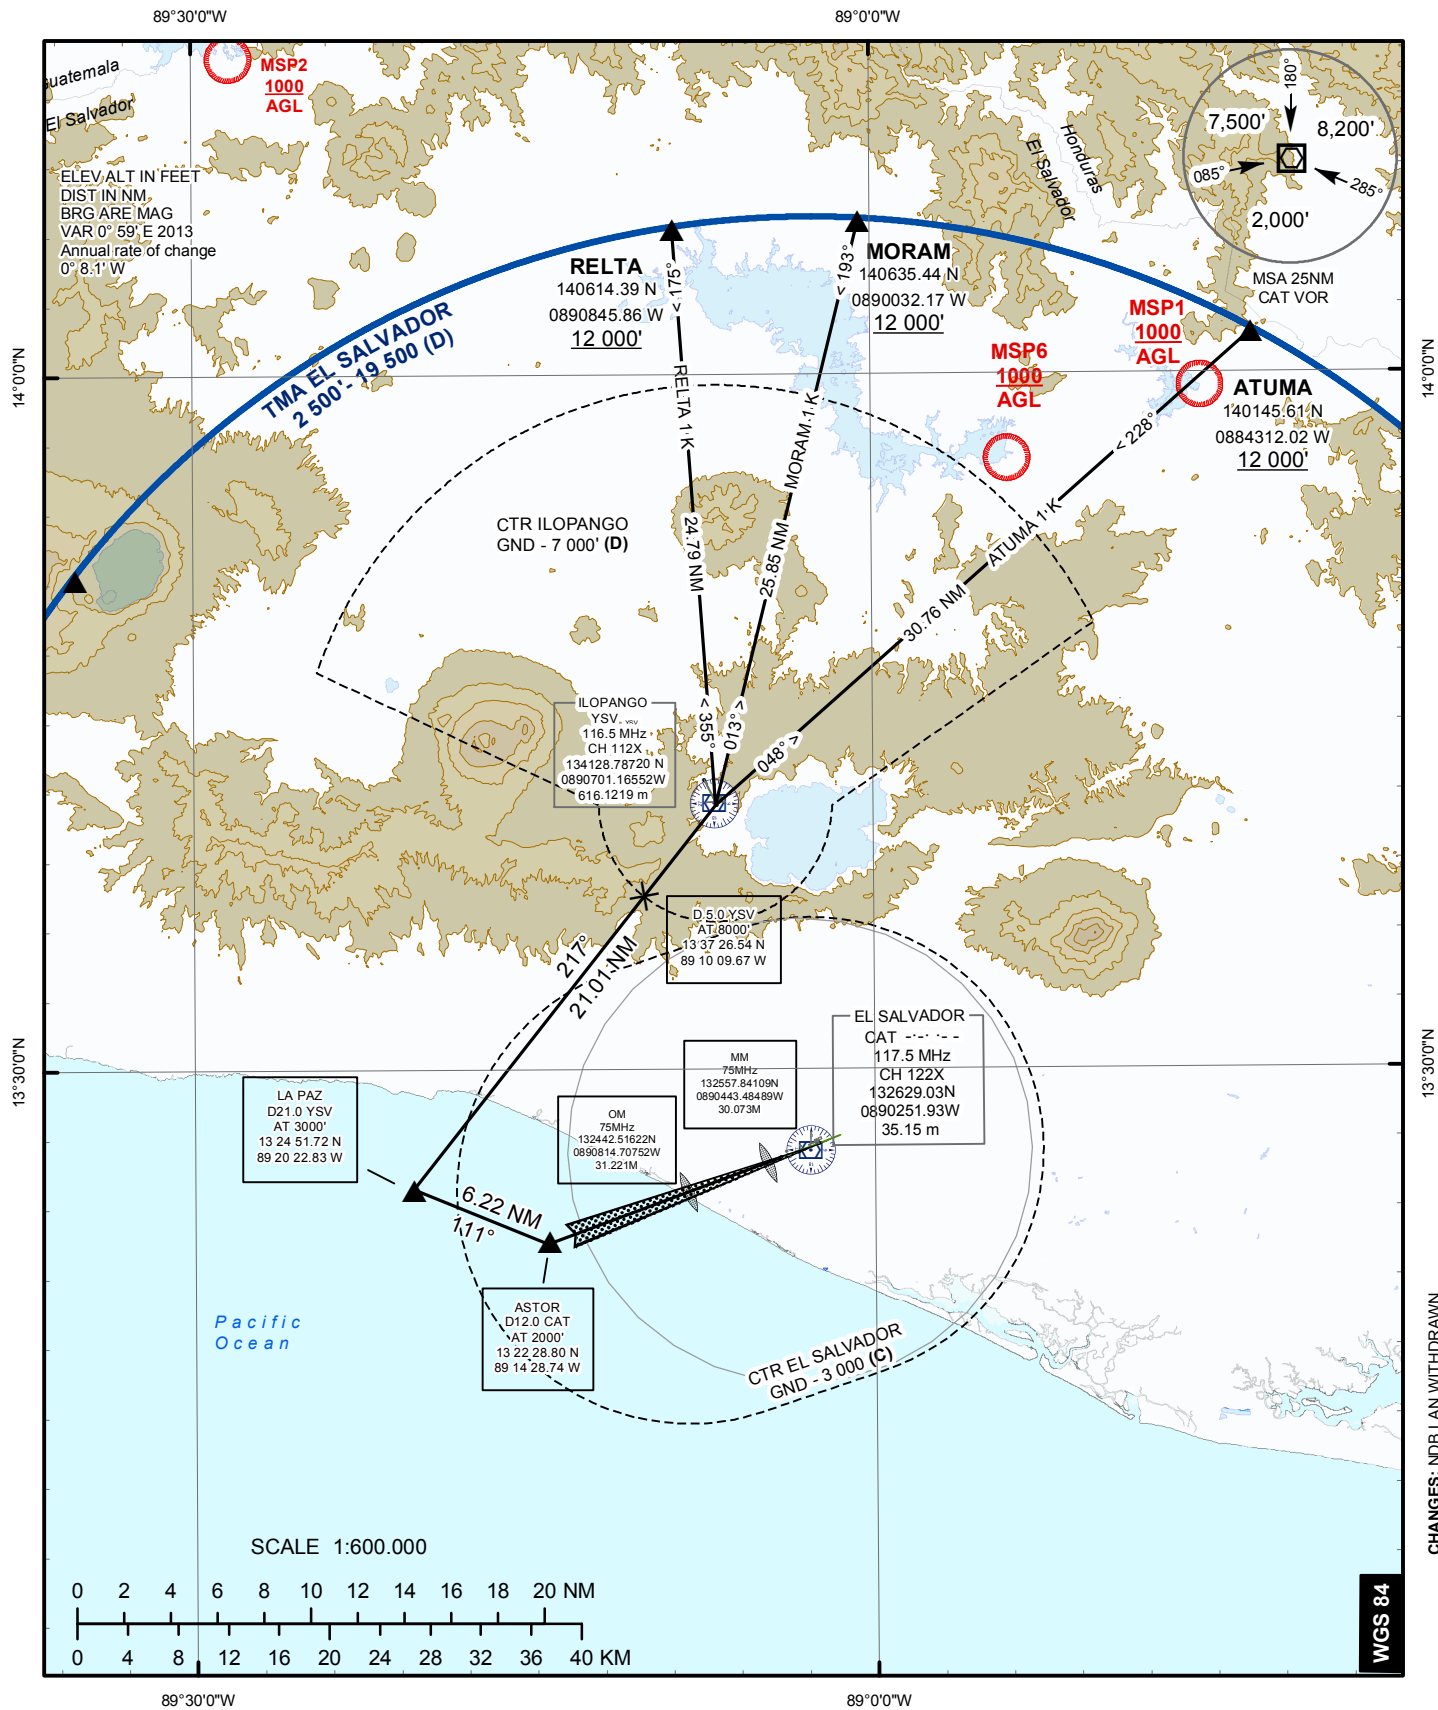 89°30'0"W
89°0'0"W
Guatemala
El Salvador
MSP2
1000
AGL
ELEV ALT IN FEET
DIST IN NM
BRG ARE MAG
VAR 0° 59' E 2013
Annual rate of change
0° 8.1' W
Honduras
El Salvador
180°
7,500'
8,200'
085°
285°
2,000'
MSA 25NM
CAT VOR
TMA EL SALVADOR
2 500'- 19 500 (D)
RELTA
140614.39 N
0890845.86 W
12 000'
< 175°
RELTA 1 K
24.79 NM
< 355°
MORAM
140635.44 N
0890032.17 W
12 000'
< 193°
MORAM 1 K
25.85 NM
013° >
MSP6
1000
AGL
MSP1
1000
AGL
ATUMA
140145.61 N
0884312.02 W
12 000'
< 228°
ATUMA 1 K
30.76 NM
048° >
14°0'0"N
14°0'0"N
CTR ILOPANGO
GND - 7 000' (D)
ILOPANGO
YSV
116.5 MHz
CH 112X
134128.78720 N
0890701.16552W
616.1219 m
D.5.0 YSV
AT 8000'
13 37 26.54 N
89 10 09.67 W
217°
21.01 NM
EL SALVADOR
CAT -·-· ·- -
117.5 MHz
CH 122X
132629.03N
0890251.93W
35.15 m
MM
75MHz
132557.84109N
0890443.48489W
30.073M
OM
75MHz
132442.51622N
0890814.70752W
31.221M
13°30'0"N
13°30'0"N
LA PAZ
D21.0 YSV
AT 3000'
13 24 51.72 N
89 20 22.83 W
6.22 NM
111°
ASTOR
D12.0 CAT
AT 2000'
13 22 28.80 N
89 14 28.74 W
Pacific
Ocean
CTR EL SALVADOR
GND - 3 000 (C)
CHANGES: NDB LAN WITHDRAWN
SCALE 1:600.000
0 2 4 6 8 10 12 14 16 18 20 NM
0 4 8 12 16 20 24 28 32 36 40 KM
WGS 84
89°30'0"W
89°0'0"W